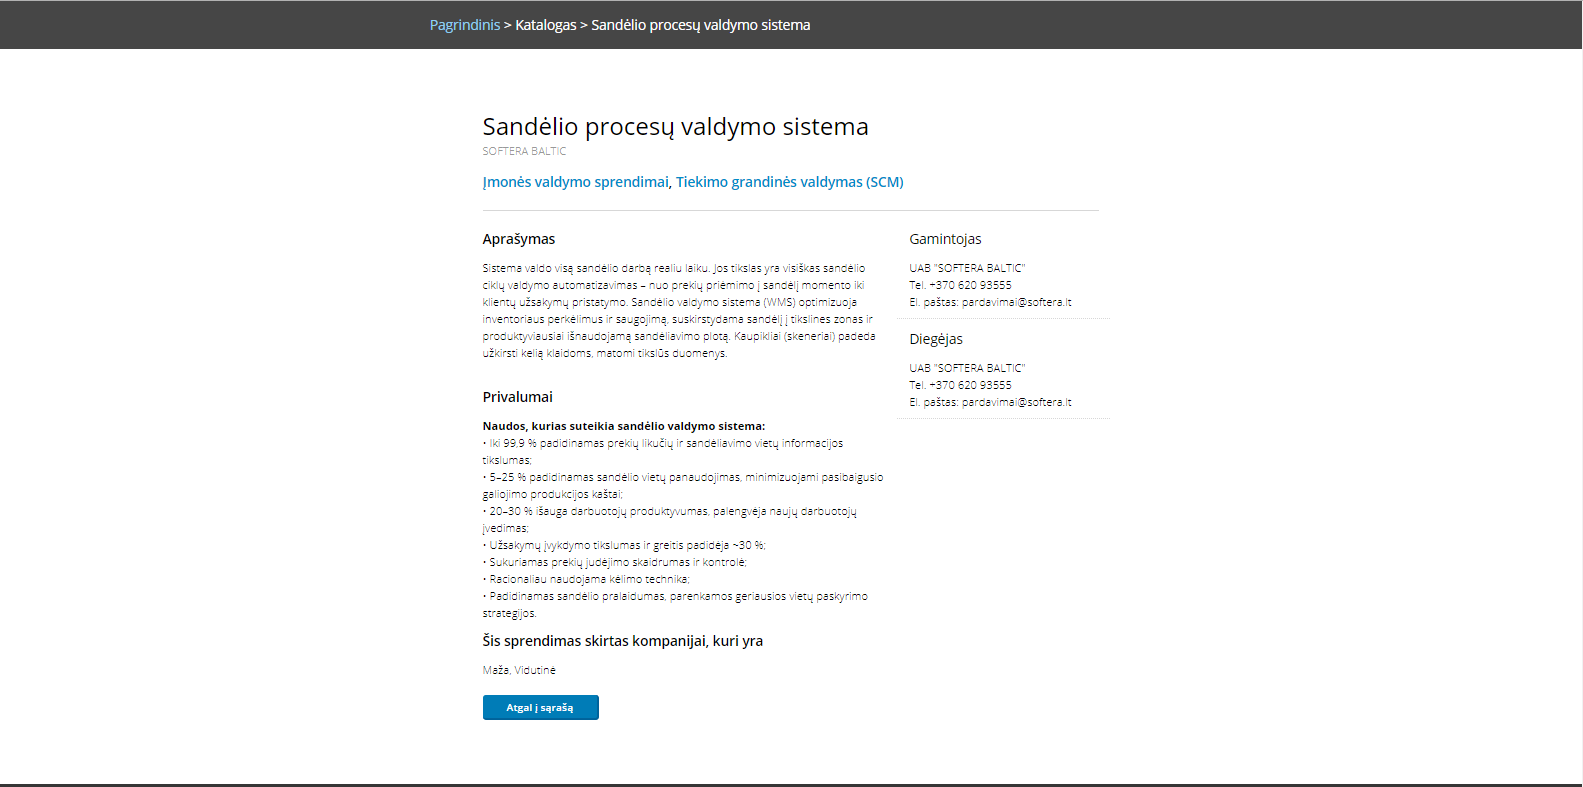 Pagrindinis > Katalogas > Sandėlio procesų valdymo sistema
Sandėlio procesų valdymo sistema
SOFTERA BALTIC
Įmonės valdymo sprendimai, Tiekimo grandinės valdymas (SCM)
Aprašymas
Sistema valdo visą sandėlio darbą realiu laiku. Jos tikslas yra visiškas sandėlio
ciklų valdymo automatizavimas – nuo prekių priėmimo į sandėlį momento iki
klientų užsakymų pristatymo. Sandėlio valdymo sistema (WMS) optimizuoja
inventoriaus perkėlimus ir saugojimą, suskirstydama sandėlį į tikslines zonas ir
produktyviausiai išnaudojamą sandėliavimo plotą. Kaupikliai (skeneriai) padeda
užkirsti kelią klaidoms, matomi tikslūs duomenys.
Privalumai
Naudos, kurias suteikia sandėlio valdymo sistema:
• Iki 99,9 % padidinamas prekių likučių ir sandėliavimo vietų informacijos
tikslumas;
• 5–25 % padidinamas sandėlio vietų panaudojimas, minimizuojami pasibaigusio
galiojimo produkcijos kaštai;
• 20–30 % išauga darbuotojų produktyvumas, palengvėja naujų darbuotojų
įvedimas;
• Užsakymų įvykdymo tikslumas ir greitis padidėja ~30 %;
• Sukuriamas prekių judėjimo skaidrumas ir kontrolė;
• Racionaliau naudojama kėlimo technika;
• Padidinamas sandėlio pralaidumas, parenkamos geriausios vietų paskyrimo
strategijos.
Šis sprendimas skirtas kompanijai, kuri yra
Maža, Vidutinė
Atgal į sąrašą
Gamintojas
UAB "SOFTERA BALTIC"
Tel. +370 620 93555
El. paštas: pardavimai@softera.lt
Diegėjas
UAB "SOFTERA BALTIC"
Tel. +370 620 93555
El. paštas: pardavimai@softera.lt